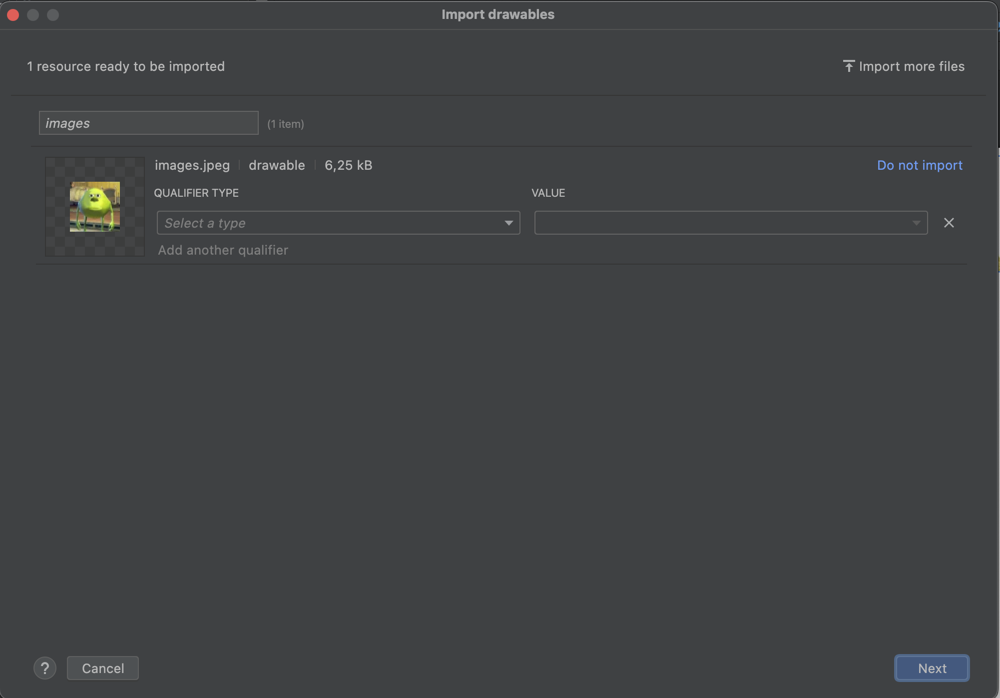 Import drawables
1 resource ready to be imported
Import more files
images (1 item)
images.jpeg drawable 6,25 kB Do not import
QUALIFIER TYPE VALUE
Select a type
Add another qualifier
? Cancel Next